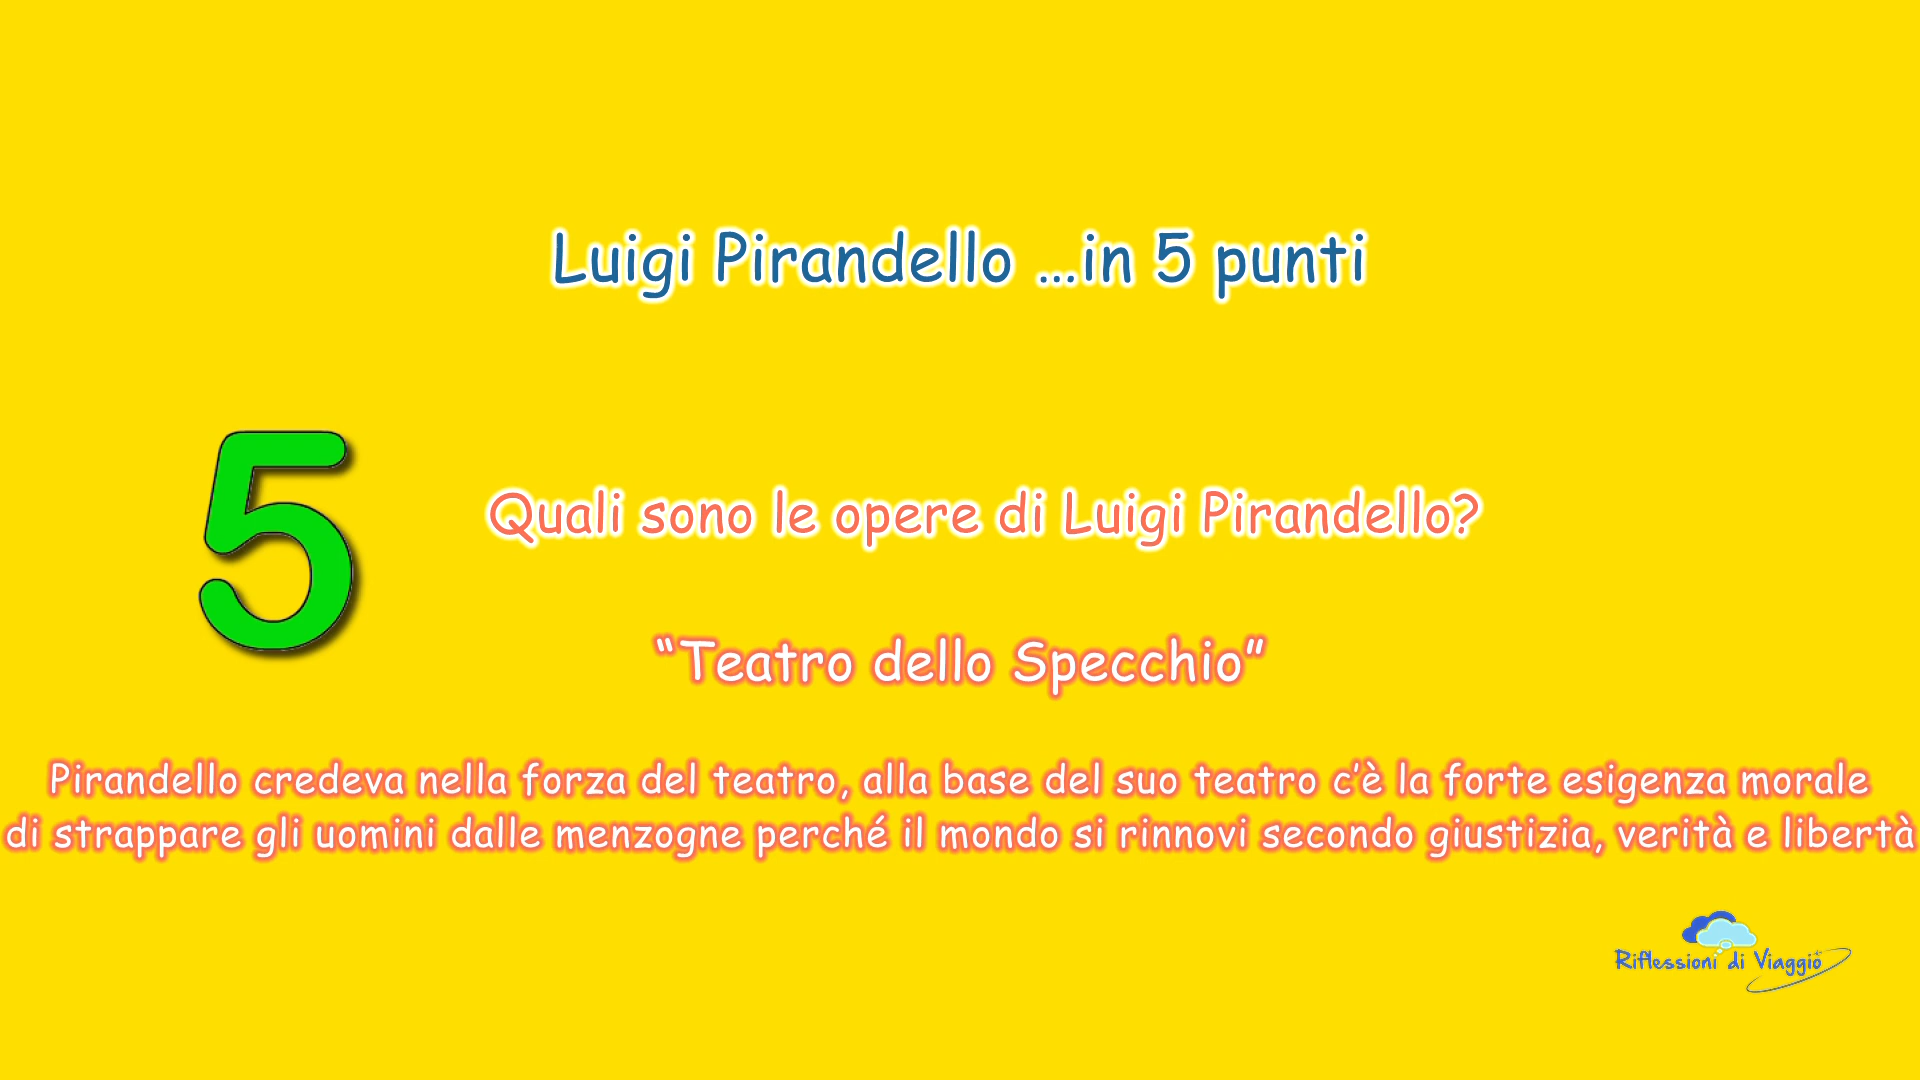 Luigi Pirandello ...in 5 punti
5
Quali sono le opere di Luigi Pirandello?
“Teatro dello Specchio”
Pirandello credeva nella forza del teatro, alla base del suo teatro c’è la forte esigenza morale
di strappare gli uomini dalle menzogne perché il mondo si rinnovi secondo giustizia, verità e libertà
Riflessioni di Viaggio